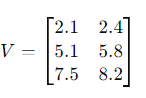 V = [2.1 2.4
5.1 5.8
7.5 8.2]